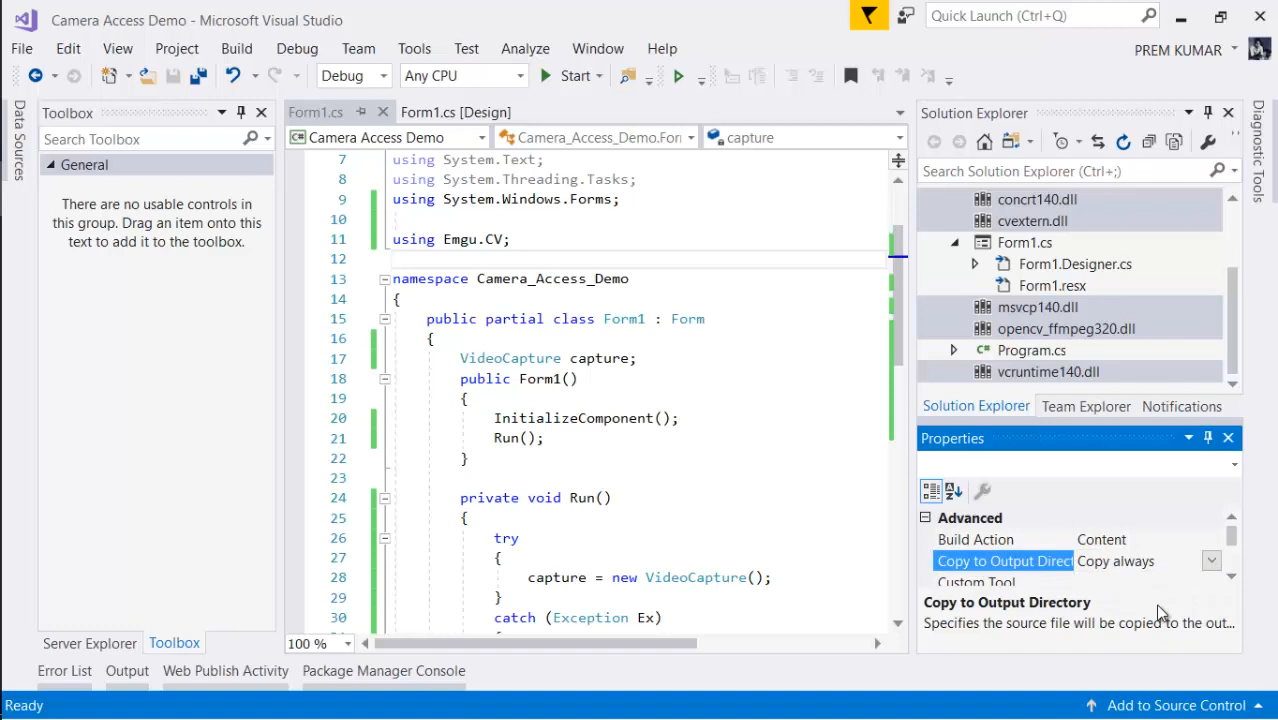 Camera Access Demo - Microsoft Visual Studio
Quick Launch (Ctrl+Q)
File Edit View Project Build Debug Team Tools Test Analyze Window Help
PREM KUMAR
Debug Any CPU Start
Data Sources
Toolbox
Search Toolbox
General
There are no usable controls in
this group. Drag an item onto this
text to add it to the toolbox.
Server Explorer Toolbox
Form1.cs Form1.cs [Design]
Camera Access Demo Camera_Access_Demo.For capture
7 using System.Text;
8 using System.Threading.Tasks;
9 using System.Windows.Forms;
10
11 using Emgu.CV;
12
13 namespace Camera_Access_Demo
14 {
15 public partial class Form1 : Form
16 {
17 VideoCapture capture;
18 public Form1()
19 {
20 InitializeComponent();
21 Run();
22 }
23
24 private void Run()
25 {
26 try
27 {
28 capture = new VideoCapture();
29 }
30 catch (Exception Ex)
100 %
Solution Explorer
Search Solution Explorer (Ctrl+;)
concrt140.dll
cvextern.dll
Form1.cs
Form1.Designer.cs
Form1.resx
msvcp140.dll
opencv_ffmpeg320.dll
Program.cs
vcruntime140.dll
Solution Explorer Team Explorer Notifications
Properties
Advanced
Build Action Content
Copy to Output Direct Copy always
Custom Tool
Copy to Output Directory
Specifies the source file will be copied to the out...
Diagnostic Tools
Error List Output Web Publish Activity Package Manager Console
Ready
Add to Source Control